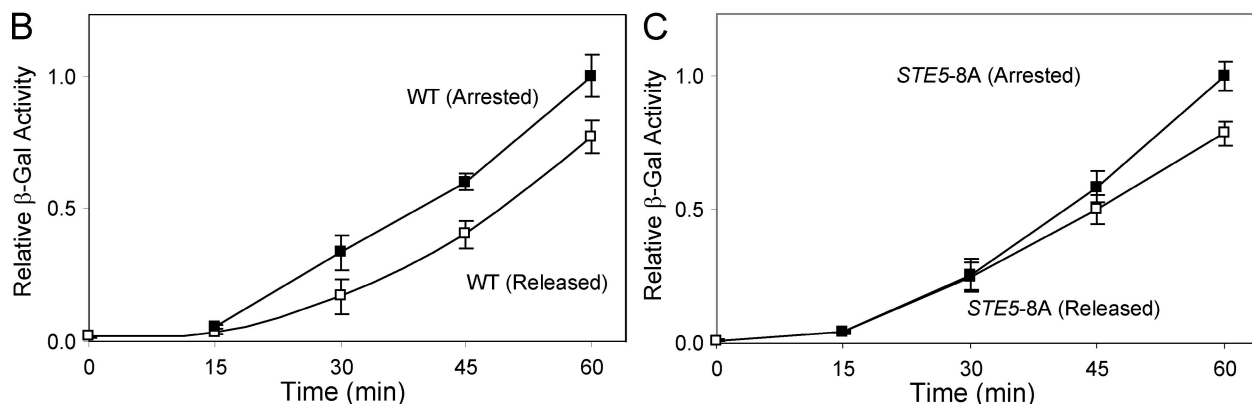 B
Relative β-Gal Activity
1.0
0.5
0.0
WT (Arrested)
WT (Released)
0 15 30 45 60
Time (min)
C
Relative β-Gal Activity
1.0
0.5
0.0
STE5-8A (Arrested)
STE5-8A (Released)
0 15 30 45 60
Time (min)